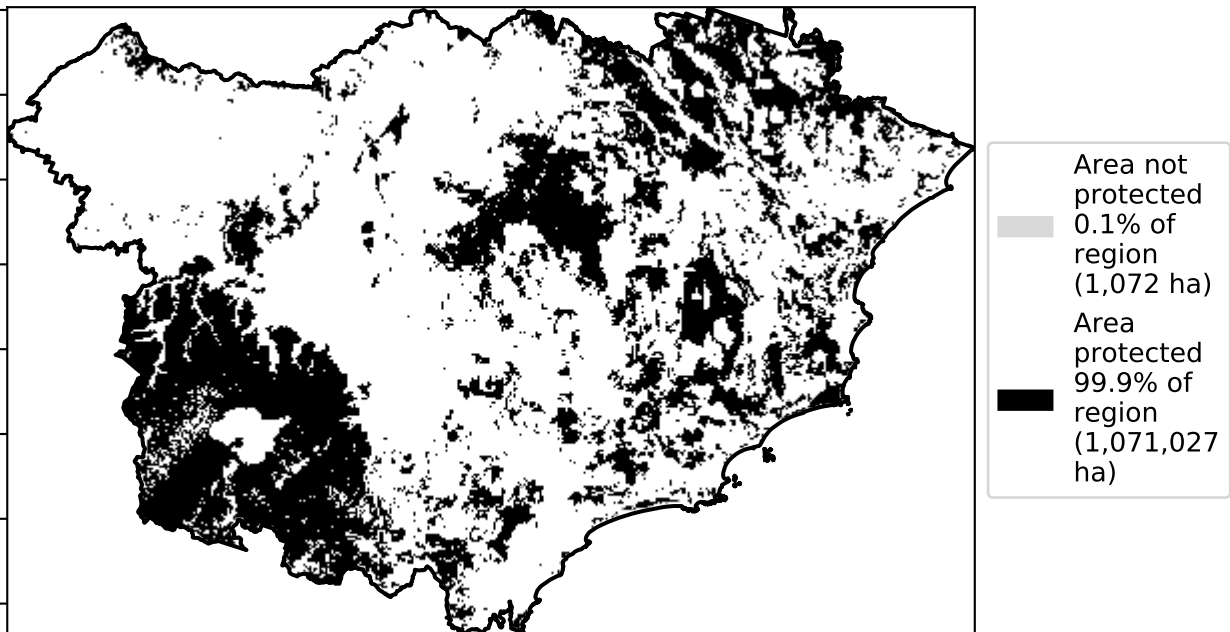 Area not
protected
0.1% of
region
(1,072 ha)
Area
protected
99.9% of
region
(1,071,027
ha)